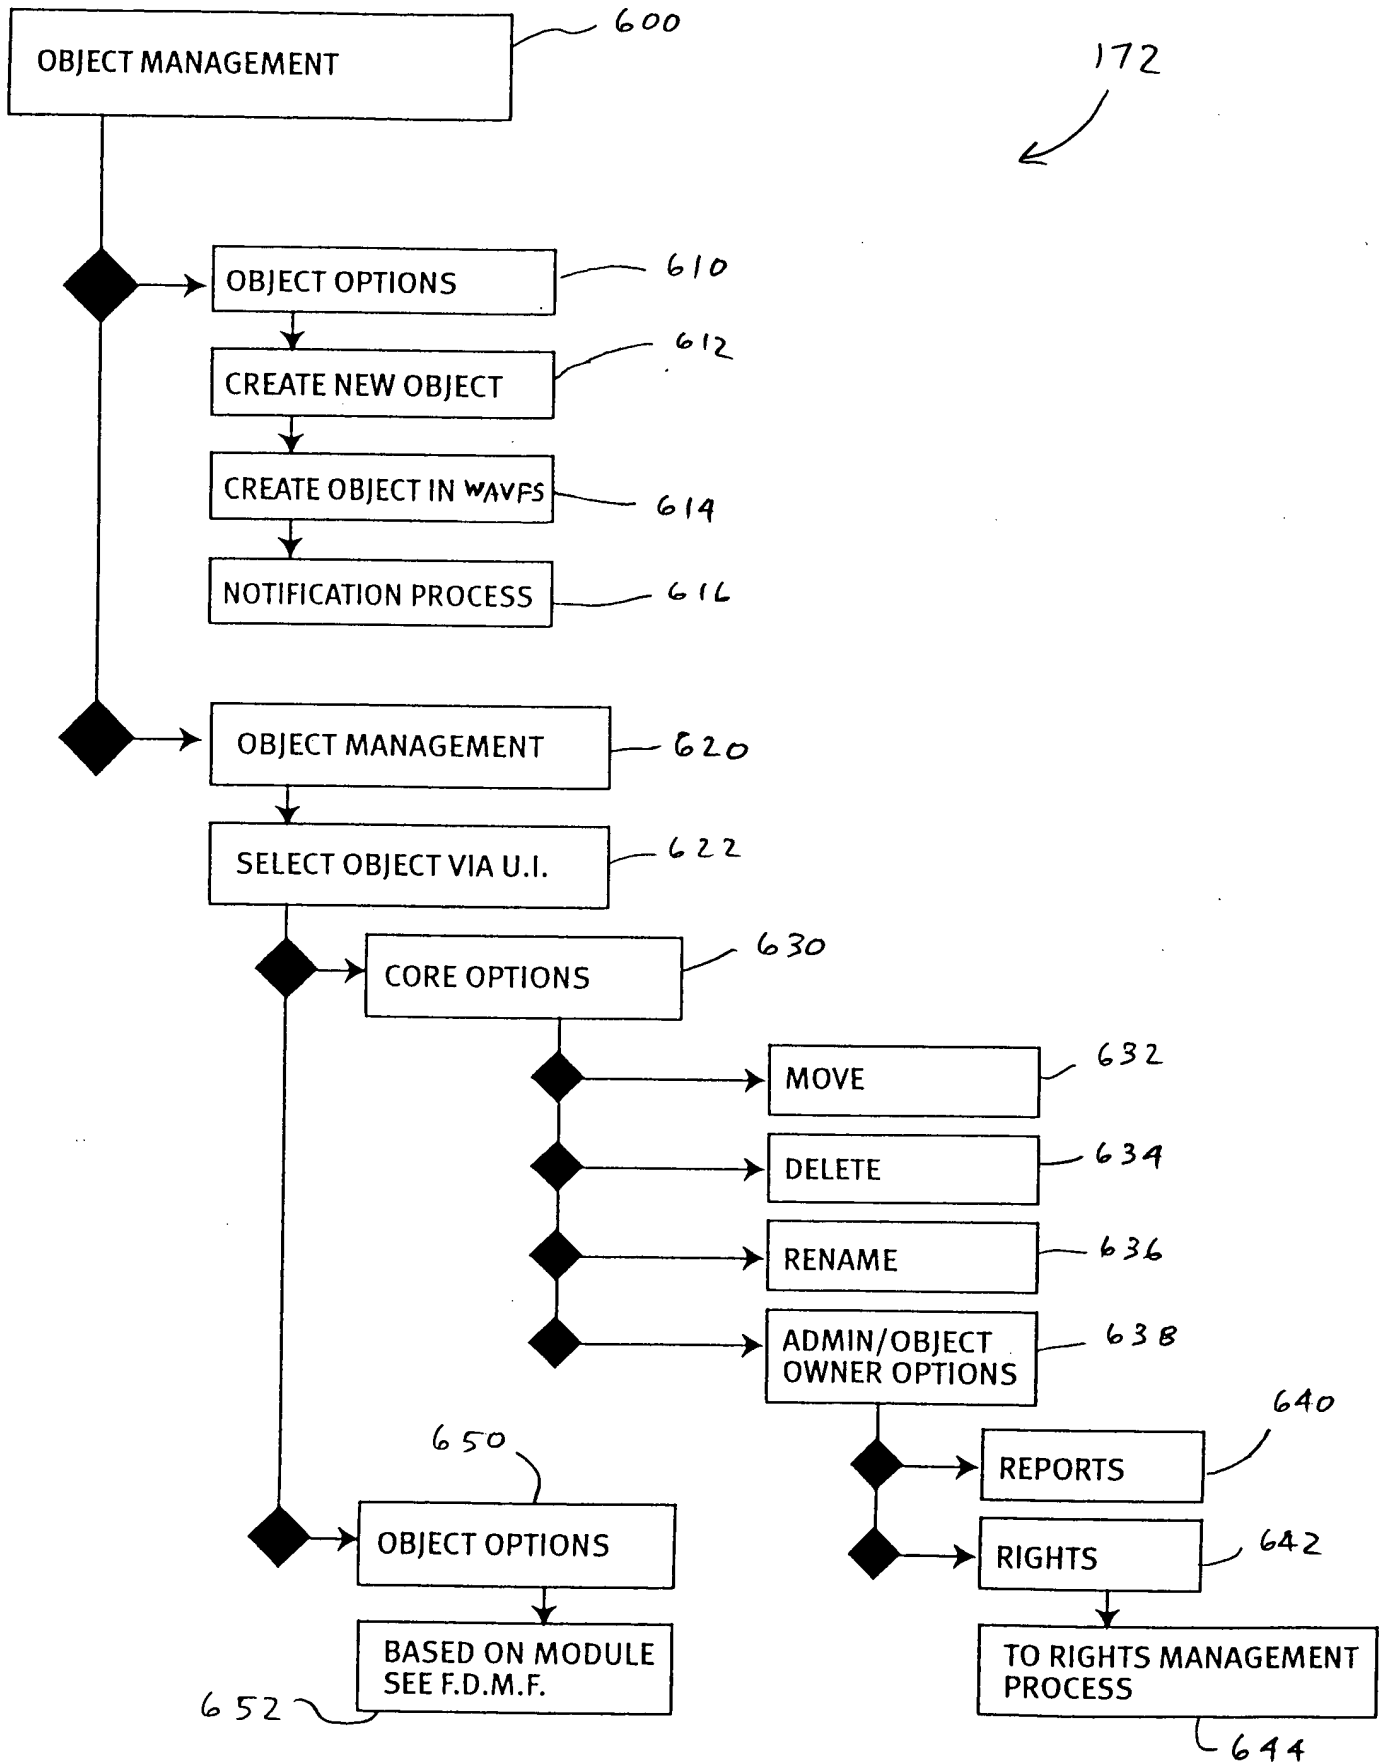 OBJECT MANAGEMENT
600
172
OBJECT OPTIONS
610
CREATE NEW OBJECT
612
CREATE OBJECT IN WAVFS
614
NOTIFICATION PROCESS
616
OBJECT MANAGEMENT
620
SELECT OBJECT VIA U.I.
622
CORE OPTIONS
630
MOVE
632
DELETE
634
RENAME
636
ADMIN/OBJECT
OWNER OPTIONS
638
REPORTS
640
RIGHTS
642
TO RIGHTS MANAGEMENT
PROCESS
644
650
OBJECT OPTIONS
BASED ON MODULE
SEE F.D.M.F.
652